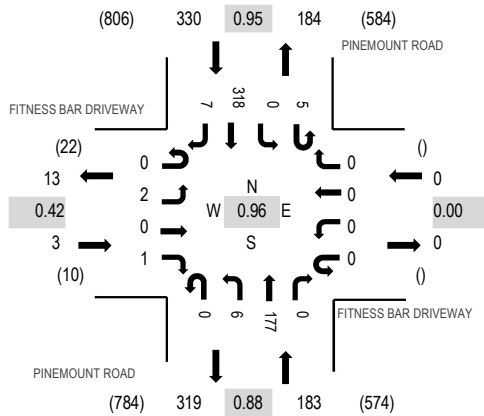 (806) 330 0.95 184 (584)
PINEMOUNT ROAD
7 318 0 5
FITNESS BAR DRIVEWAY
(22) 0 0 ()
13 2 N 0 0
0.42 W 0.96 E 0.00
3 0 S 0 0
1 0
(10) ()
0 6 177 0
FITNESS BAR DRIVEWAY
PINEMOUNT ROAD
(784) 319 0.88 183 (574)